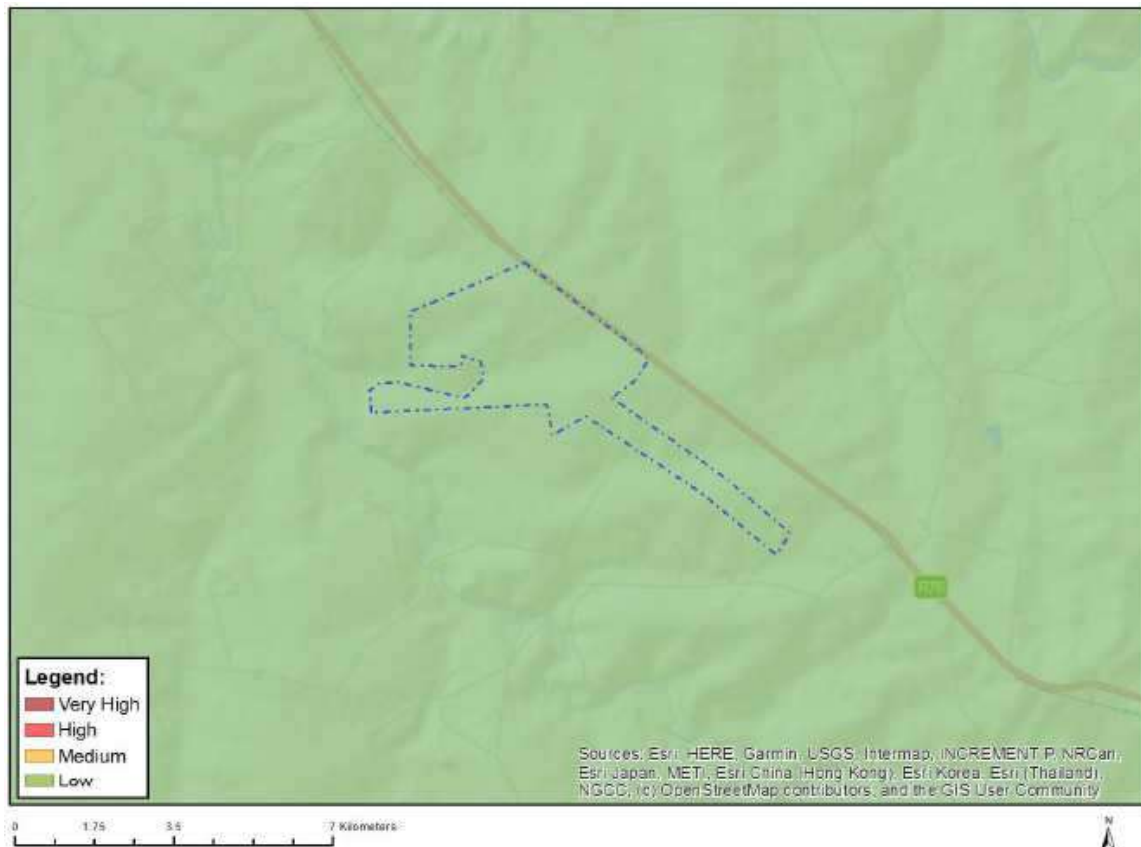 Legend:
Very High
High
Medium
Low
Sources: Esri, HERE, Garmin, USGS, Intermap, INCREMENT P, NRCan,
Esri Japan, METI, Esri China (Hong Kong), Esri Korea, Esri (Thailand),
NGCC, (c) OpenStreetMap contributors, and the GIS User Community
0 1.75 3.5 7 Kilometers
N